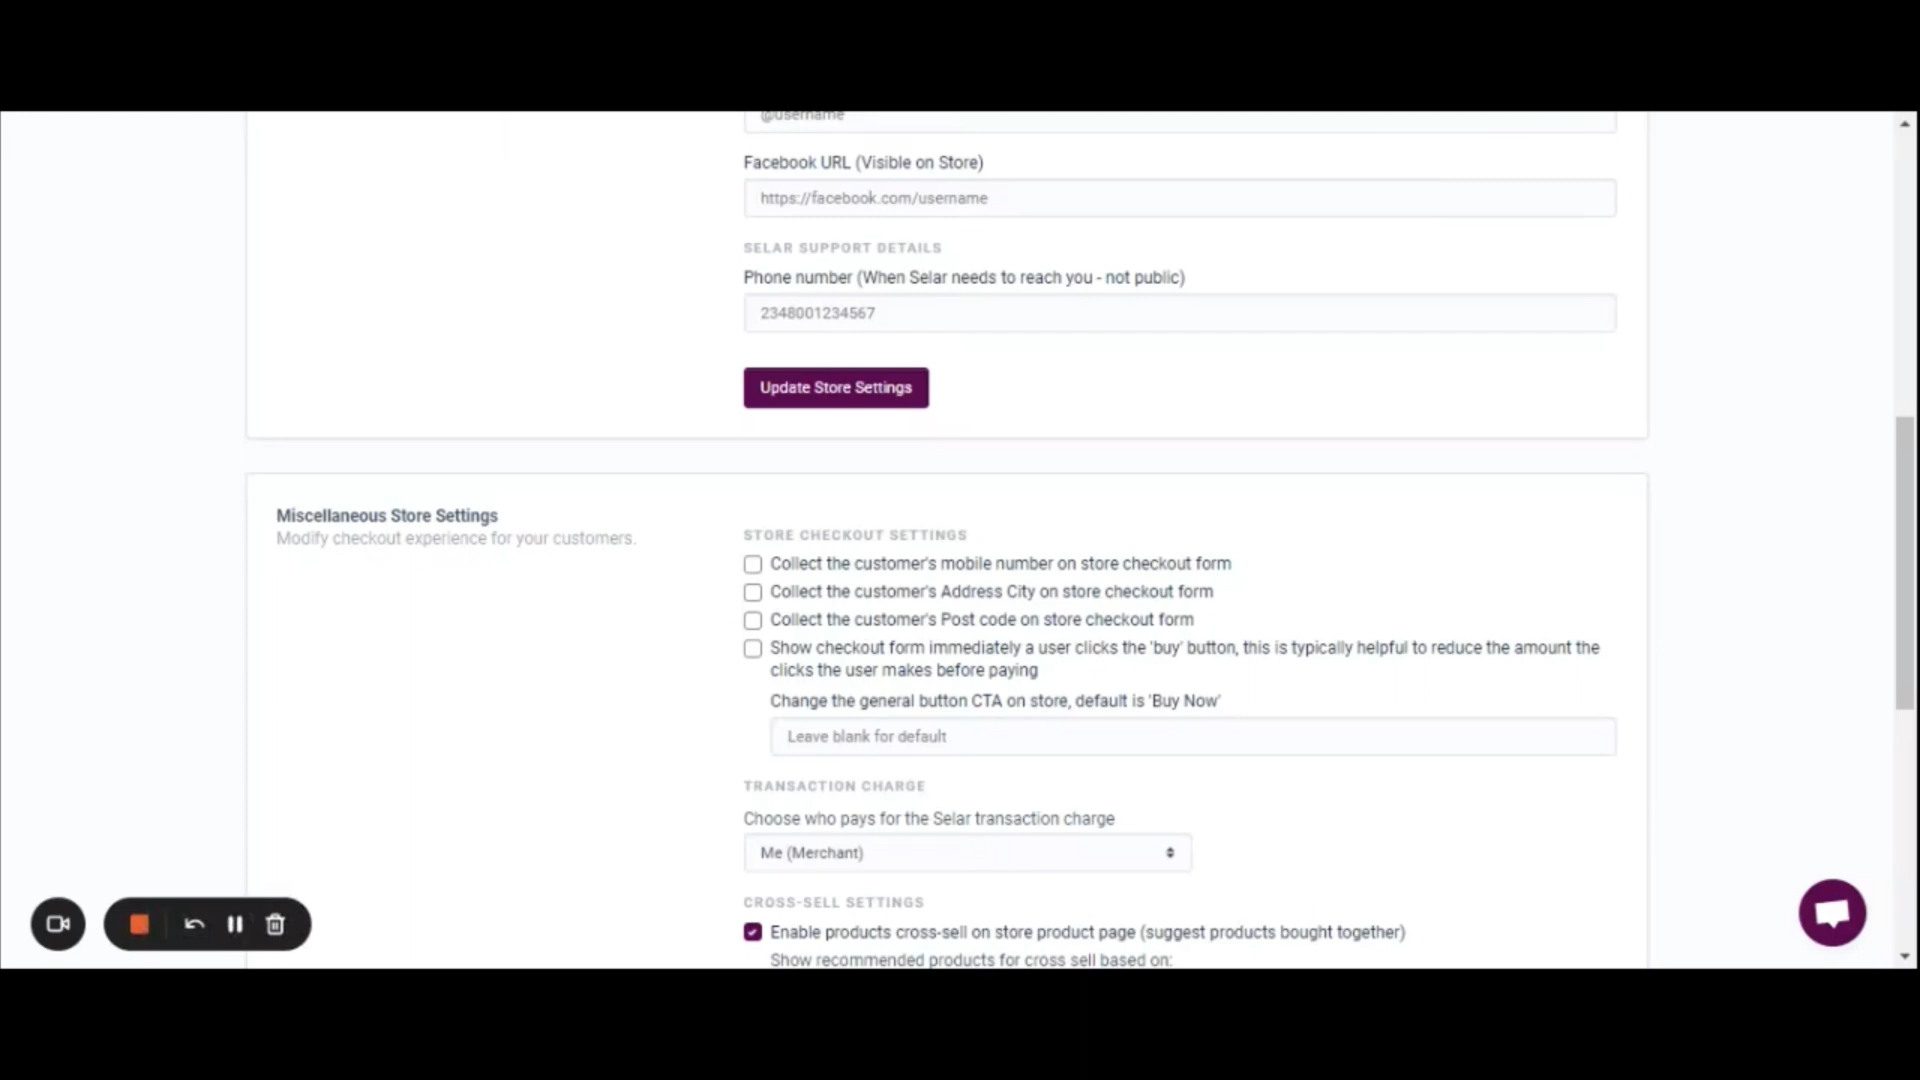 @username
Facebook URL (Visible on Store)
https://facebook.com/username
SELAR SUPPORT DETAILS
Phone number (When Selar needs to reach you - not public)
2348001234567
Update Store Settings
Miscellaneous Store Settings
Modify checkout experience for your customers.
STORE CHECKOUT SETTINGS
Collect the customer's mobile number on store checkout form
Collect the customer's Address City on store checkout form
Collect the customer's Post code on store checkout form
Show checkout form immediately a user clicks the 'buy' button, this is typically helpful to reduce the amount the
clicks the user makes before paying
Change the general button CTA on store, default is 'Buy Now'
Leave blank for default
TRANSACTION CHARGE
Choose who pays for the Selar transaction charge
Me (Merchant)
CROSS-SELL SETTINGS
Enable products cross-sell on store product page (suggest products bought together)
Show recommended products for cross sell based on: